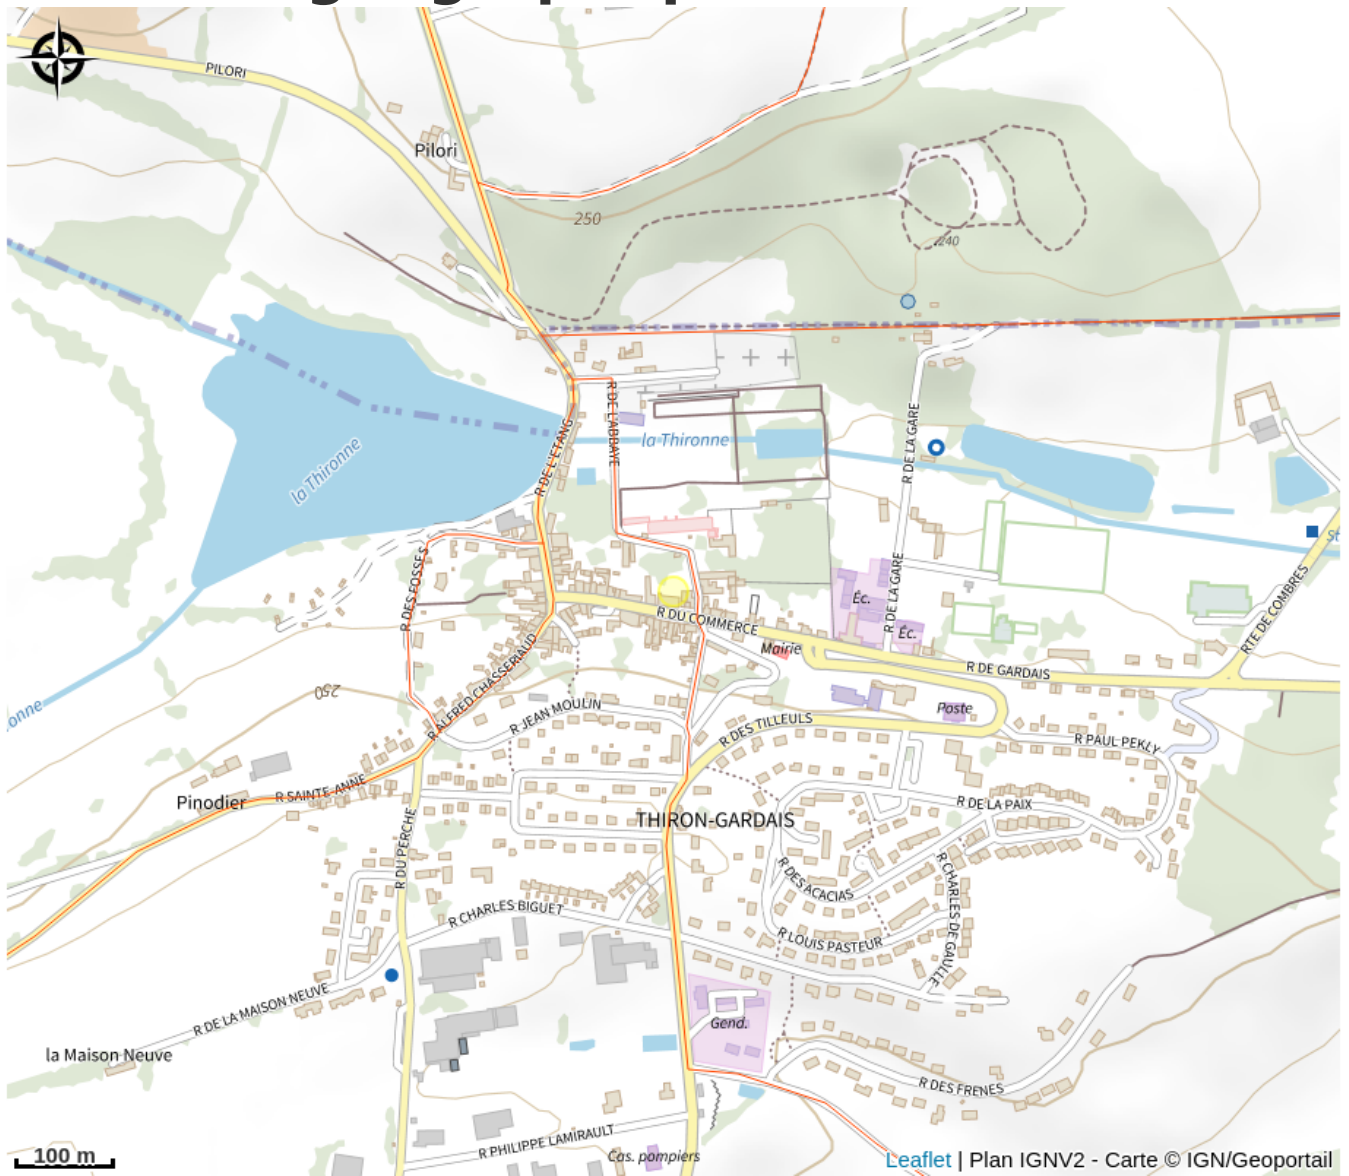 PILORI
Pilori
250
240
R DE L'ABBAYE
R DE LA GARE
la Thironne
la Thironne
R DE L'ETANG
R DES FOSSES
R DE LA GARE
Éc.
Éc.
St
RTE DE COMBRES
R DU COMMERCE
Mairie
R DE GARDAIS
R ALFRED CHASSERIAUD
250
onne
R JEAN MOULIN
R DES TILLEULS
Poste
R PAUL PEKLY
Pinodier
R SAINTE-ANNE
R DE LA PAIX
THIRON-GARDAIS
R DU PERCHE
R DES ACACIAS
R CHARLES DE GAULLE
R CHARLES BIGUET
R LOUIS PASTEUR
R DE LA MAISON NEUVE
Gend.
la Maison Neuve
R DES FRENES
R PHILIPPE LAMIRAULT
Cas. pompiers
100 m
Leaflet | Plan IGNV2 - Carte © IGN/Geoportail